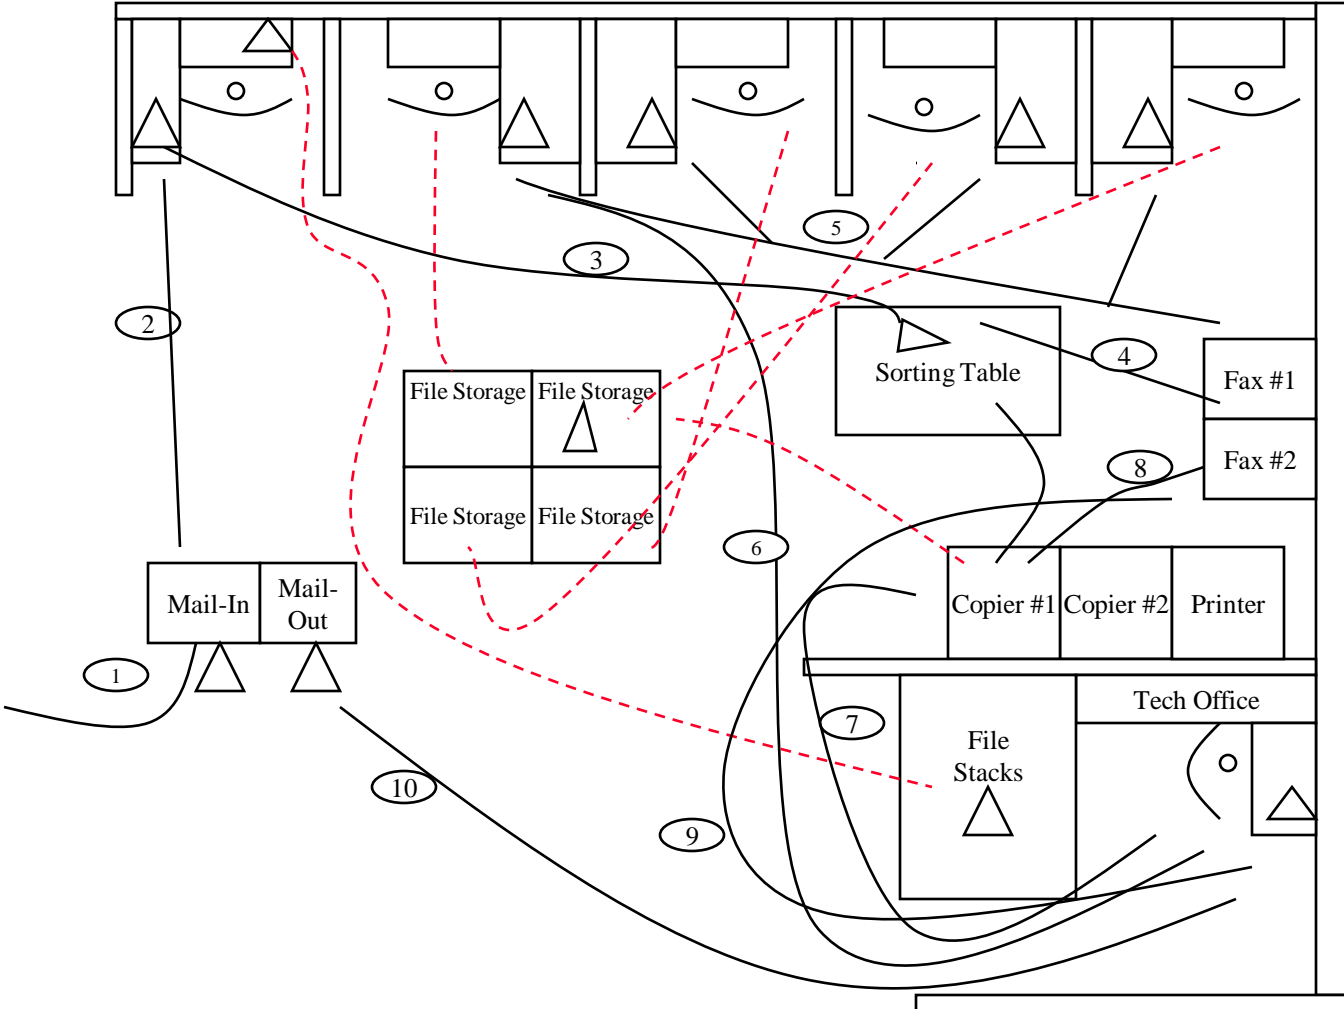 5
3
2
4
Fax #1
Sorting Table
File Storage
File Storage
Fax #2
8
File Storage
File Storage
6
Mail-In
Mail-
Out
Copier #1
Copier #2
Printer
1
Tech Office
7
File
Stacks
10
9